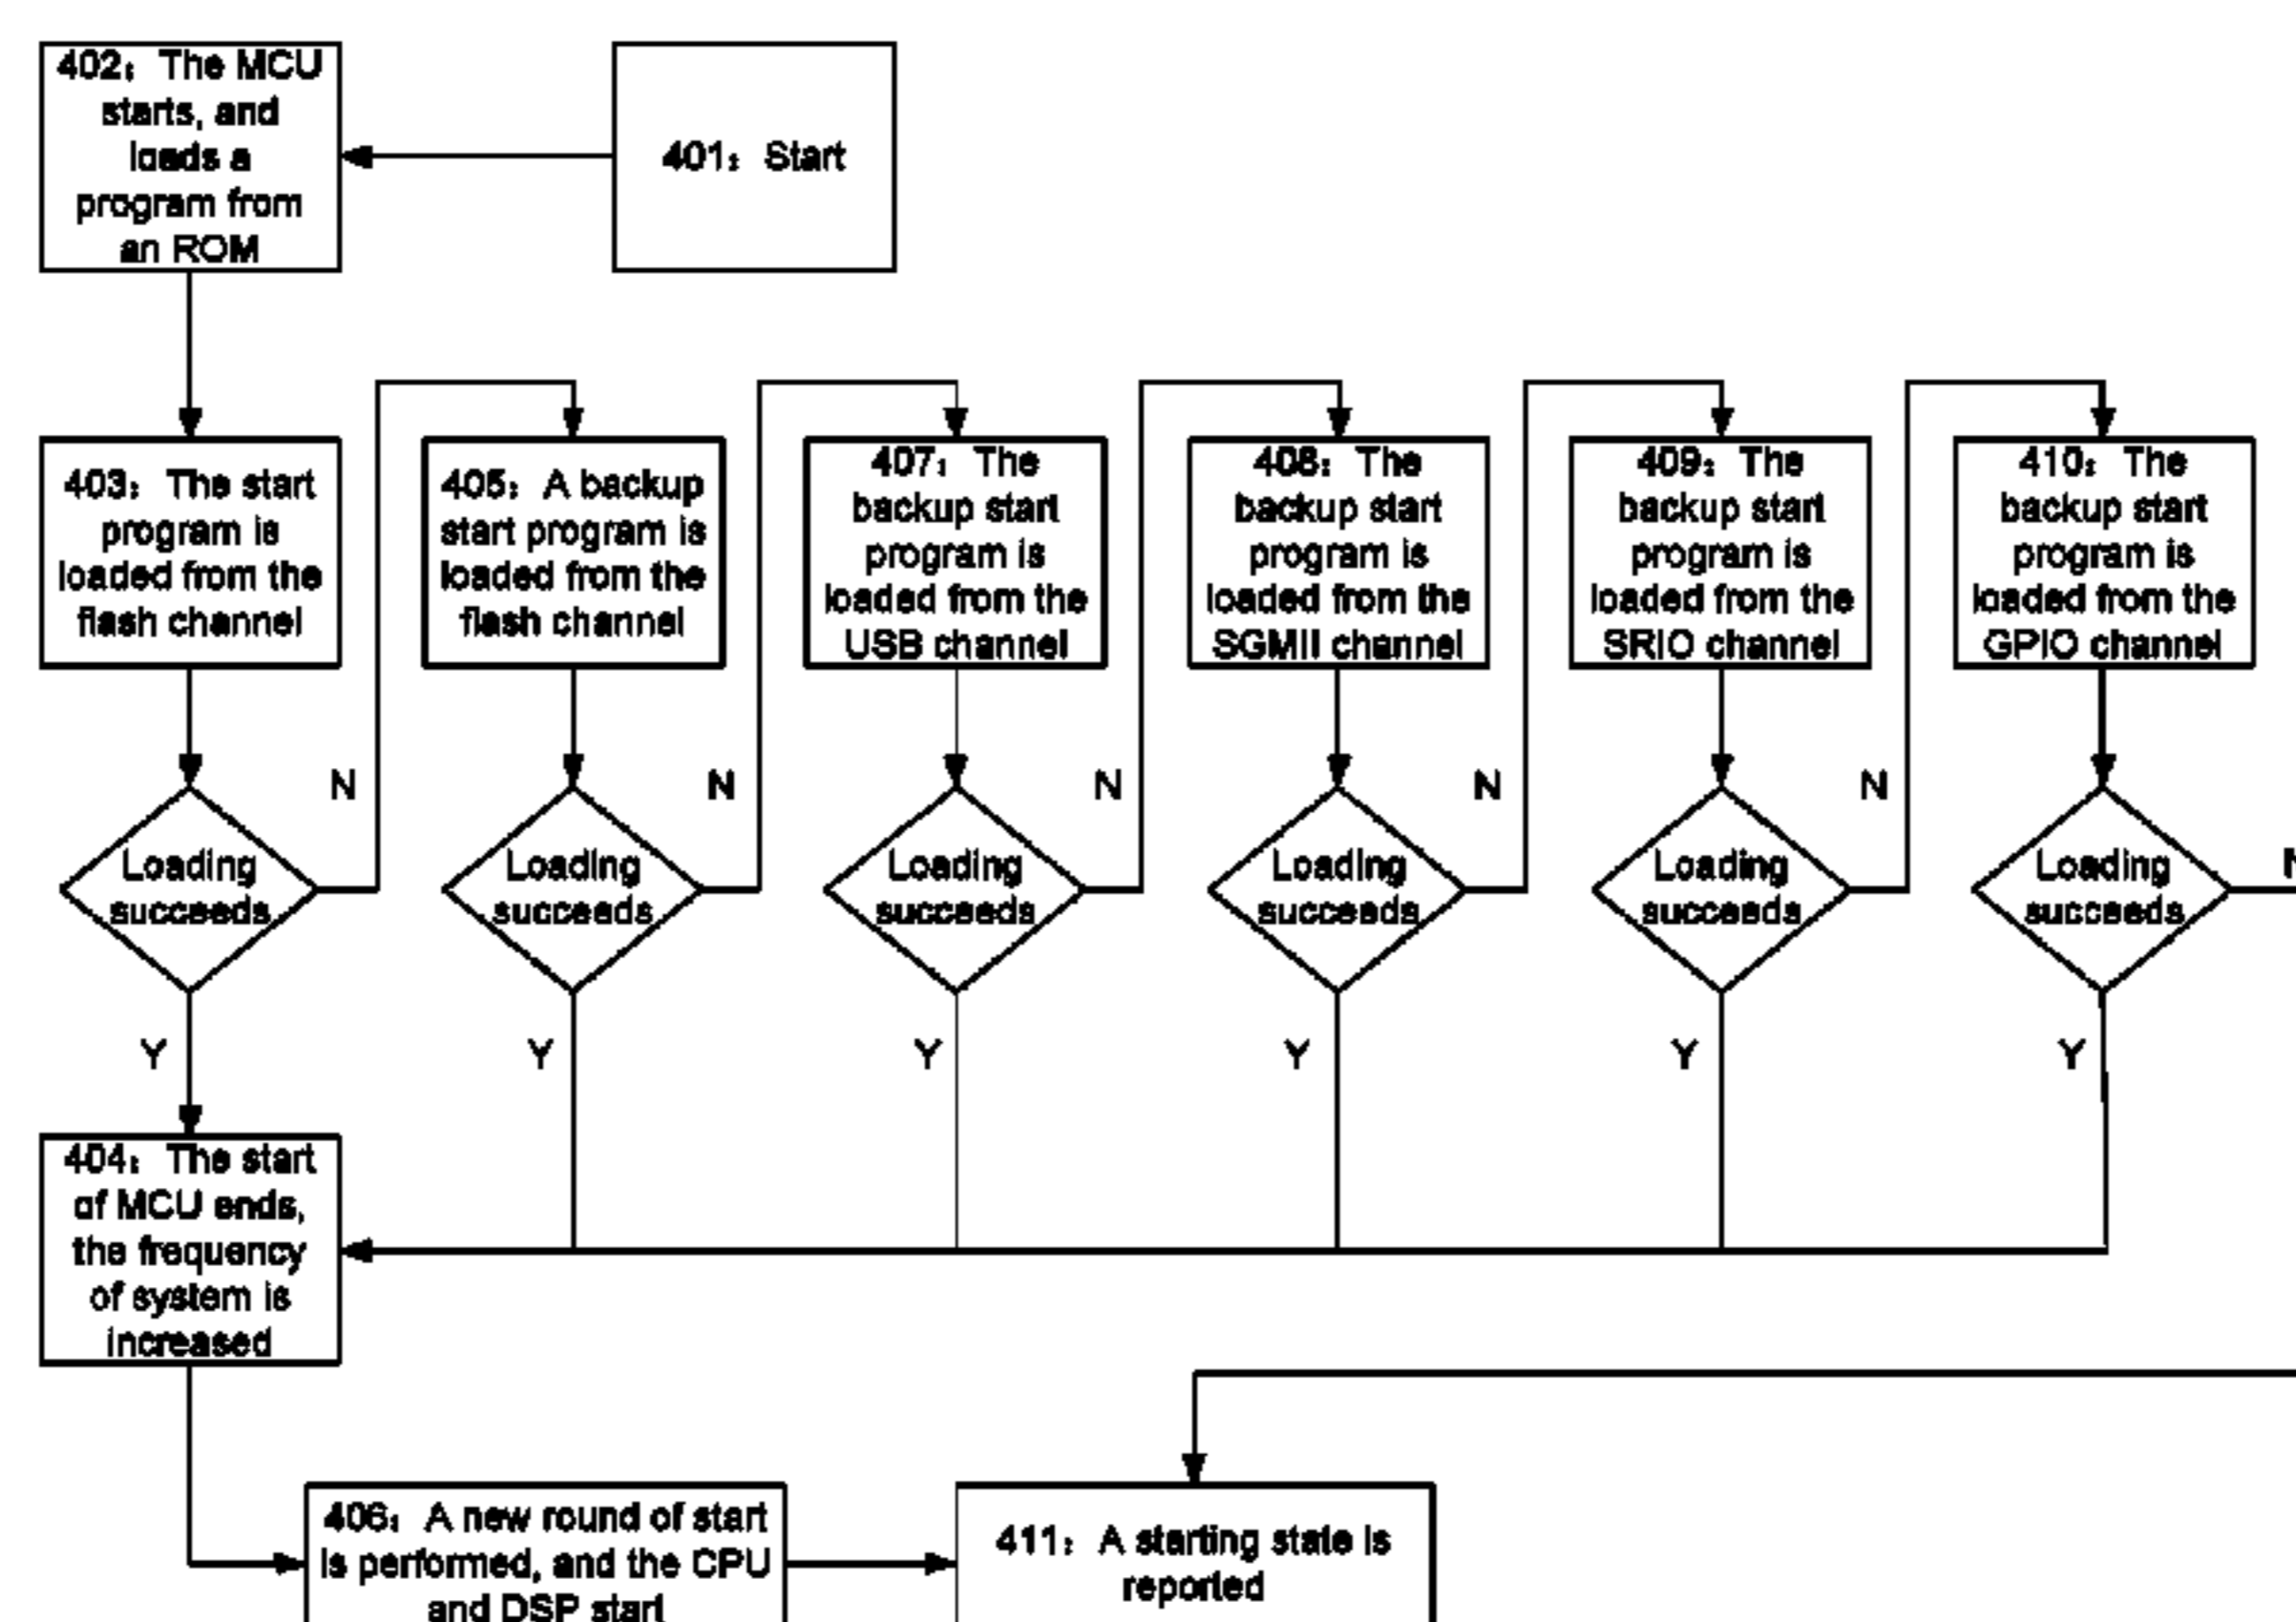 402: The MCU
starts, and
loads a
program from
an ROM
401: Start
403: The start
program is
loaded from the
flash channel
405: A backup
start program is
loaded from the
flash channel
407: The
backup start
program is
loaded from the
USB channel
408: The
backup start
program is
loaded from the
SGMII channel
409: The
backup start
program is
loaded from the
SRIO channel
410: The
backup start
program is
loaded from the
GPIO channel
N
N
N
N
N
N
Loading
succeeds
Loading
succeeds
Loading
succeeds
Loading
succeeds
Loading
succeeds
Loading
succeeds
Y
Y
Y
Y
Y
Y
404: The start
of MCU ends,
the frequency
of system is
increased
406: A new round of start
is performed, and the CPU
and DSP start
411: A starting state is
reported